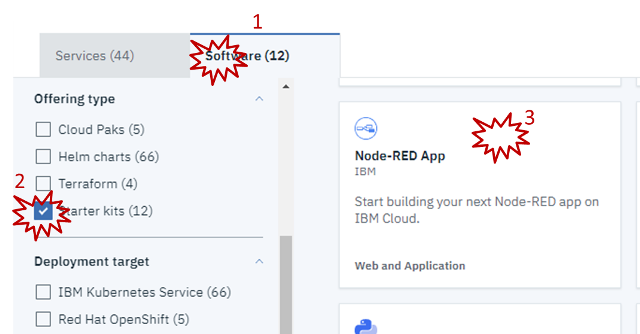 1
Services (44)
Software (12)
Offering type
Cloud Paks (5)
Helm charts (66)
Terraform (4)
2
Starter kits (12)
Deployment target
IBM Kubernetes Service (66)
Red Hat OpenShift (5)
3
Node-RED App
IBM
Start building your next Node-RED app on
IBM Cloud.
Web and Application